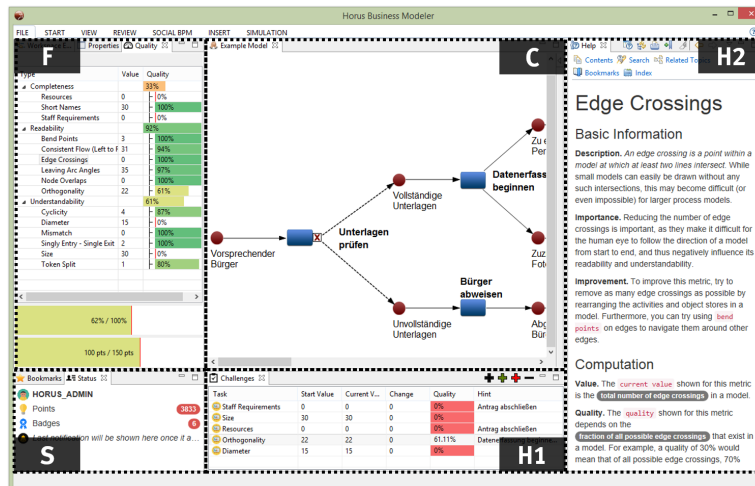 Horus Business Modeler
FILE START VIEW REVIEW SOCIAL BPM INSERT SIMULATION
Properties Quality
F
Type Value Quality
Completeness 33%
Resources 0 0%
Short Names 30 100%
Staff Requirements 0 0%
Readability 92%
Bend Points 3 100%
Consistent Flow (Left to F 31 94%
Edge Crossings 0 100%
Leaving Arc Angles 35 97%
Node Overlaps 0 100%
Orthogonality 22 61%
Understandability 61%
Cyclicity 4 87%
Diameter 15 0%
Mismatch 0 100%
Singly Entry - Single Exit 2 100%
Size 30 0%
Token Split 1 80%
62% / 100%
100 pts / 150 pts
Example Model
C
Vorsprechender
Bürger
Unterlagen
prüfen
Vollständige
Unterlagen
Unvollständige
Unterlagen
Datenerfass
beginnen
Bürger
abweisen
Zu e
Per
Zuz
Fot
Abg
Bür
Help
H2
Contents Search Related Topics
Bookmarks Index
Edge Crossings
Basic Information
Description. An edge crossing is a point within a
model at which at least two lines intersect. While
small models can easily be drawn without any
such intersections, this may become difficult (or
even impossible) for larger process models.
Importance. Reducing the number of edge
crossings is important, as they make it difficult for
the human eye to follow the direction of a model
from start to end, and thus negatively influence its
readability and understandability.
Improvement. To improve this metric, try to
remove as many edge crossings as possible by
rearranging the activities and object stores in a
model. Furthermore, you can try using bend
points on edges to navigate them around other
edges.
Computation
Value. The current value shown for this metric
is the total number of edge crossings in a model.
Quality. The quality shown for this metric
depends on the
fraction of all possible edge crossings that exist in
a model. For example, a quality of 30% would
mean that of all possible edge crossings, 70%
Bookmarks Status
HORUS_ADMIN
Points 3833
Badges 6
Last notification will be shown here once it a...
S
Challenges
Task Start Value Current V... Change Quality Hint
Staff Requirements 0 0 0 0% Antrag abschließen
Size 30 30 0 0%
Resources 0 0 0 0% Antrag abschließen
Orthogonality 22 22 0 61.11% Datenerfassung beginne...
Diameter 15 15 0 0%
H1